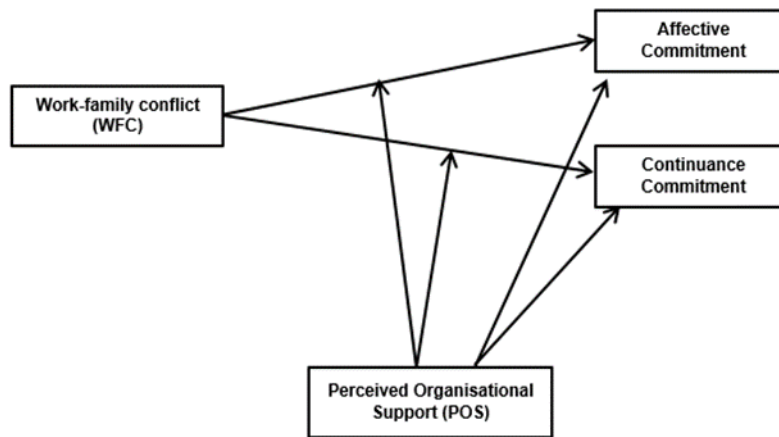 Affective
Commitment
Work-family conflict
(WFC)
Continuance
Commitment
Perceived Organisational
Support (POS)